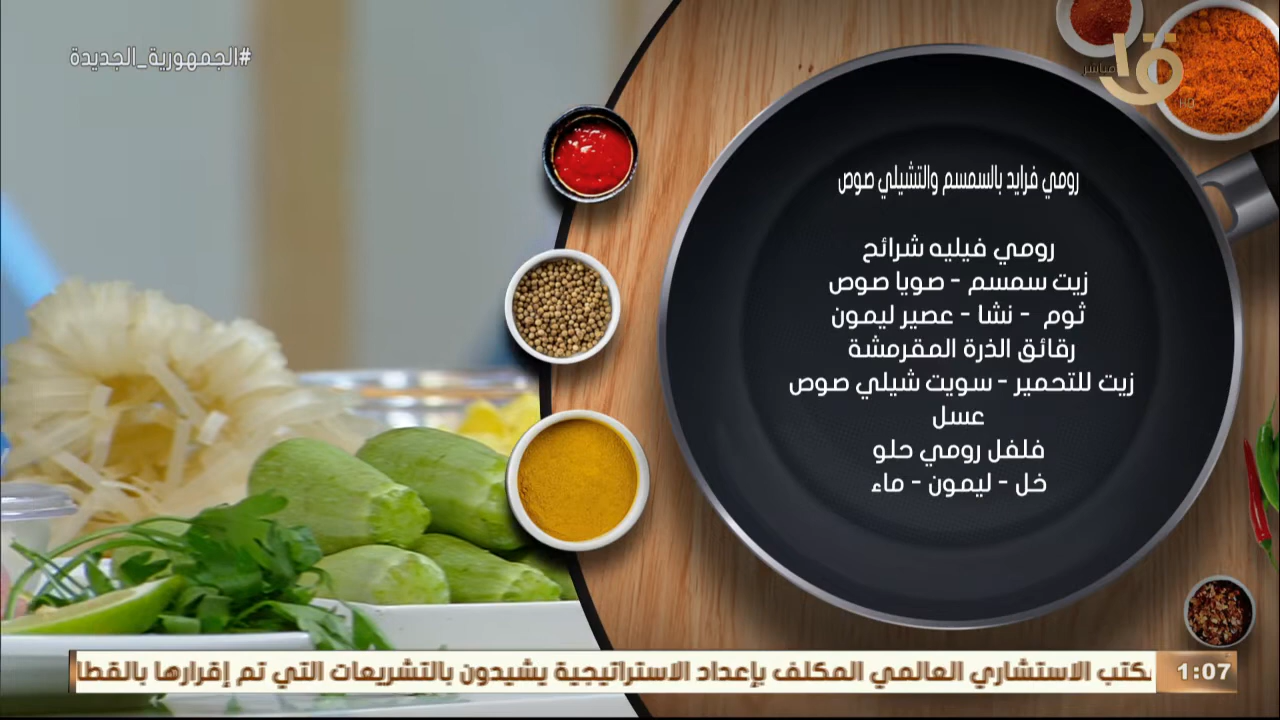 #الجمهورية_الجديدة
مباشر
رومي فرايد بالسمسم والتشيلي صوص
رومي فيليه شرائح
زيت سمسم - صويا صوص
ثوم - نشا - عصير ليمون
رقائق الذرة المقرمشة
زيت للتحمير - سويت شيلي صوص
عسل
فلفل رومي حلو
خل - ليمون - ماء
1:07
كتب الاستشاري العالمي المكلف بإعداد الاستراتيجية يشيدون بالتشريعات التي تم إقرارها بالقطا